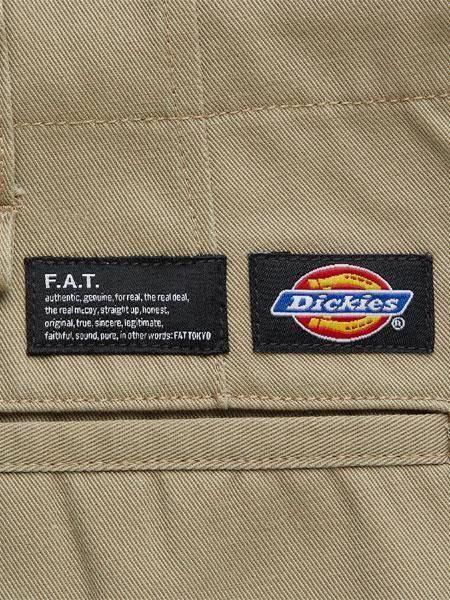 F.A.T.
authentic, genuine, for real, the real deal,
the real mccoy, straight up, honest,
original, true, sincere, legitimate,
faithful, sound, pure, in other words: FAT TOKYO
Dickies
®